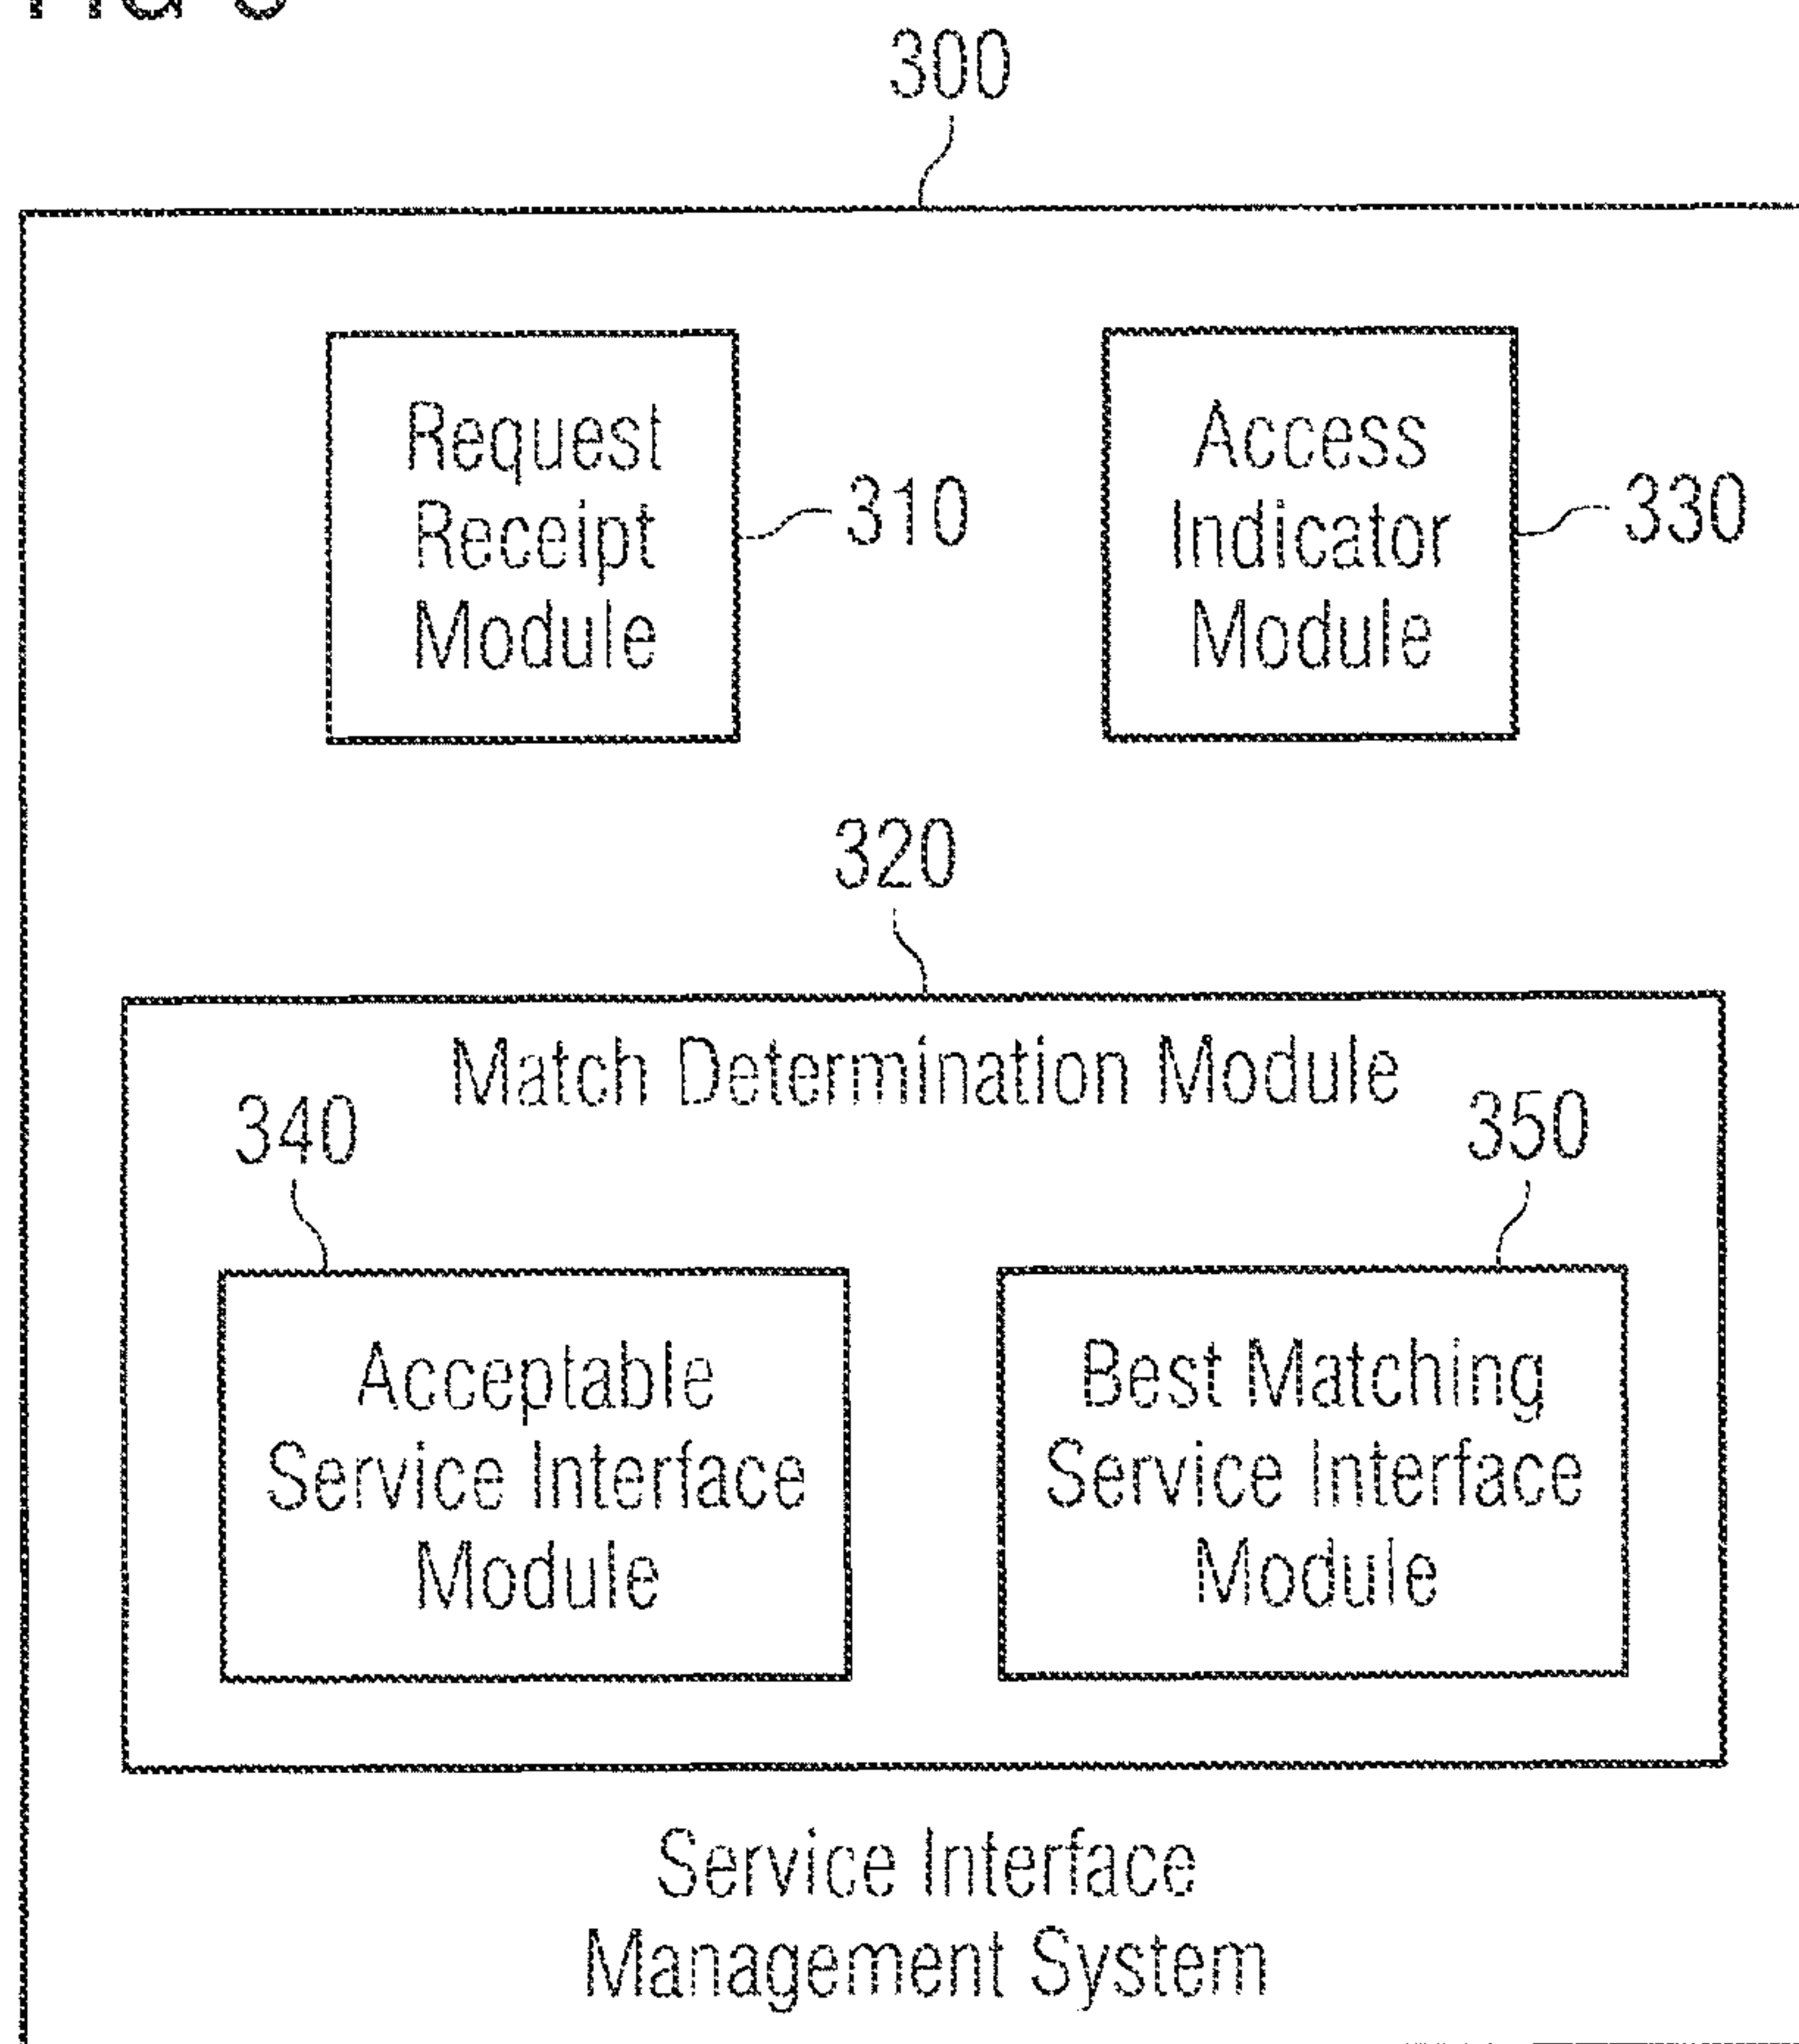 300
Request
Receipt
Module
310
Access
Indicator
Module
330
320
Match Determination Module
340
350
Acceptable
Service Interface
Module
Best Matching
Service Interface
Module
Service Interface
Management System